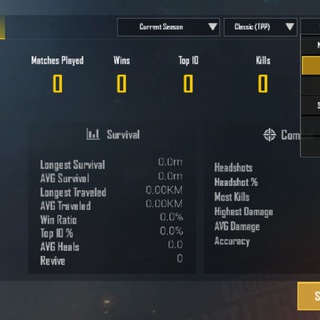 Current Season Classic (TPP)
Matches Played Wins Top 10 Kills
0 0 0 0
Survival
Longest Survival 0.0m
AVG Survival 0.0m
Longest Traveled 0.00KM
AVG Traveled 0.00KM
Win Ratio 0.0%
Top 10 % 0.0%
AVG Heals 0.0
Revive 0
Com
Headshots
Headshot %
Most Kills
Highest Damage
AVG Damage
Accuracy
S